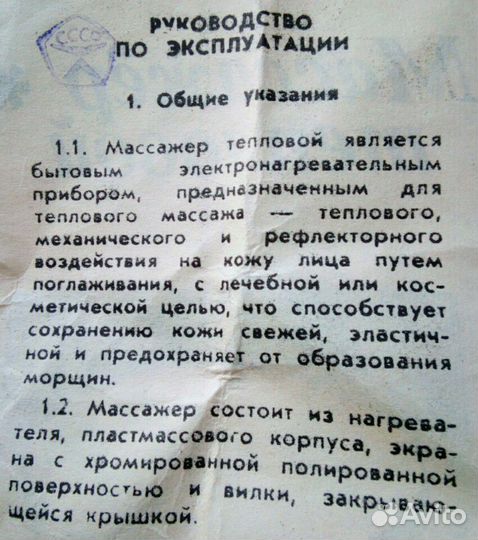 СССР
РУКОВОДСТВО
ПО ЭКСПЛУАТАЦИИ
1. Общие указания
1.1. Массажер тепловой является
бытовым электронагревательным
прибором, предназначенным для
теплового массажа — теплового,
механического и рефлекторного
воздействия на кожу лица путем
поглаживания, с лечебной или кос-
метической целью, что способствует
сохранению кожи свежей, эластич-
ной и предохраняет от образования
морщин.
1.2. Массажер состоит из нагрева-
теля, пластмассового корпуса, экра-
на с хромированной полированной
поверхностью и вилки, закрываю-
щейся крышкой.
Avito